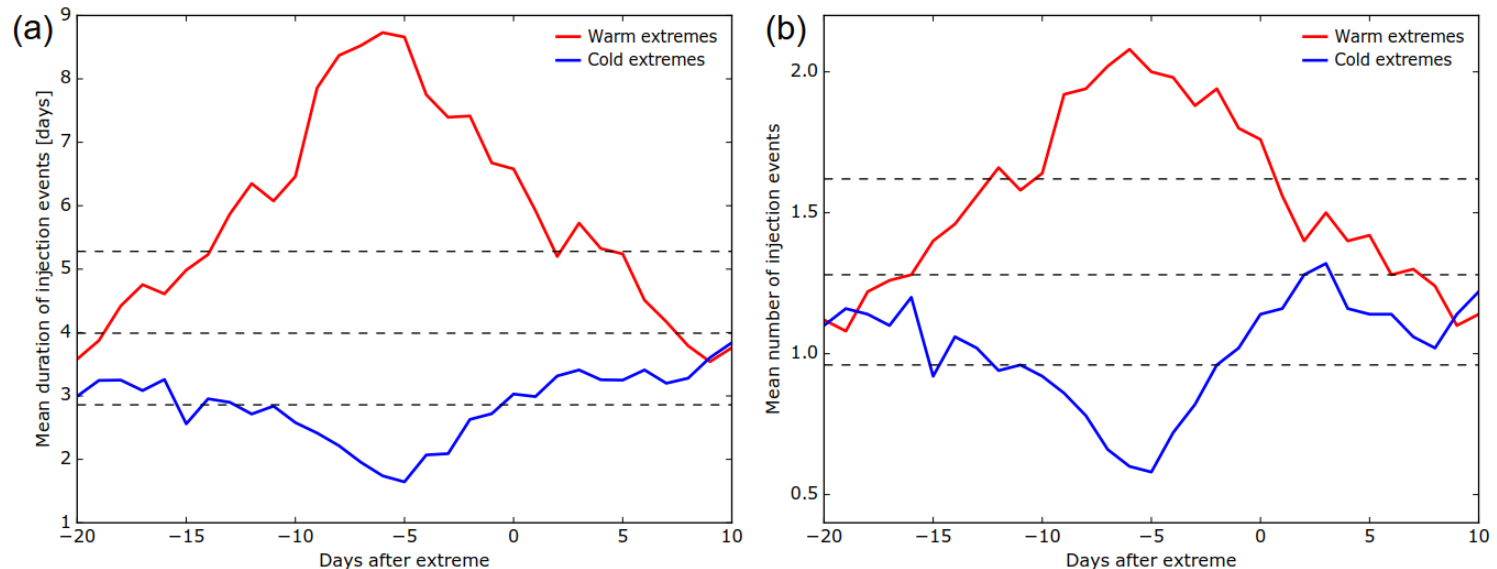 (a)
9
8
7
6
5
4
3
2
1
Mean duration of injection events [days]
Warm extremes
Cold extremes
−20
−15
−10
−5
0
5
10
Days after extreme
(b)
2.0
1.5
1.0
0.5
Mean number of injection events
Warm extremes
Cold extremes
−20
−15
−10
−5
0
5
10
Days after extreme